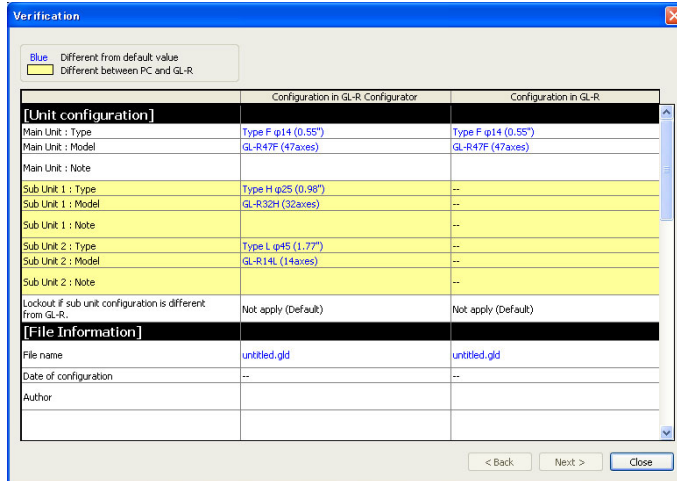 Verification
Blue Different from default value
Different between PC and GL-R
Configuration in GL-R Configurator Configuration in GL-R
[Unit configuration]
Main Unit : Type Type F φ14 (0.55") Type F φ14 (0.55")
Main Unit : Model GL-R47F (47axes) GL-R47F (47axes)
Main Unit : Note
Sub Unit 1 : Type Type H φ25 (0.98") --
Sub Unit 1 : Model GL-R32H (32axes) --
Sub Unit 1 : Note --
Sub Unit 2 : Type Type L φ45 (1.77") --
Sub Unit 2 : Model GL-R14L (14axes) --
Sub Unit 2 : Note --
Lockout if sub unit configuration is different
from GL-R. Not apply (Default) Not apply (Default)
[File Information]
File name untitled.gld untitled.gld
Date of configuration -- --
Author
< Back Next > Close